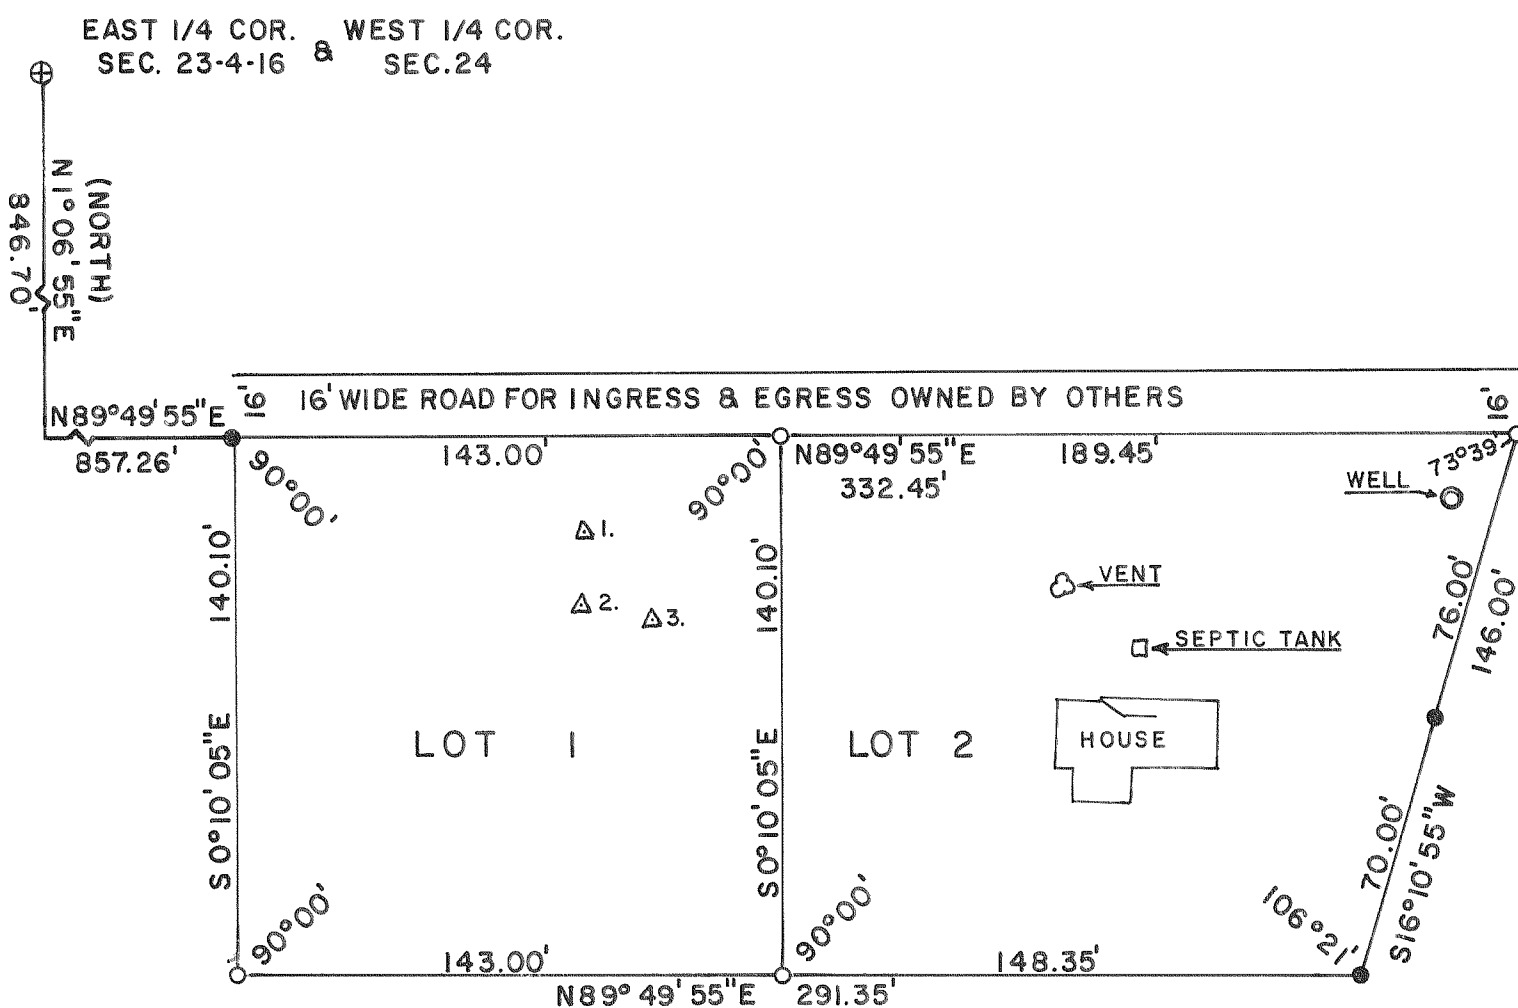 EAST 1/4 COR. & WEST 1/4 COR.
SEC. 23-4-16 SEC.24
(NORTH)
N 1°06'55"E
846.70'
16'
16' WIDE ROAD FOR INGRESS & EGRESS OWNED BY OTHERS
16'
N89°49'55"E
857.26'
143.00'
N89°49'55"E
189.45'
332.45'
90°00'
90°00'
73°39'
WELL
1.
2.
3.
140.10'
140.10'
VENT
SEPTIC TANK
76.00'
146.00'
LOT 1
LOT 2
HOUSE
S0°10'05"E
S0°10'05"E
70.00'
S16°10'55"W
90°00'
90°00'
106°21'
143.00'
148.35'
N89°49'55"E
291.35'